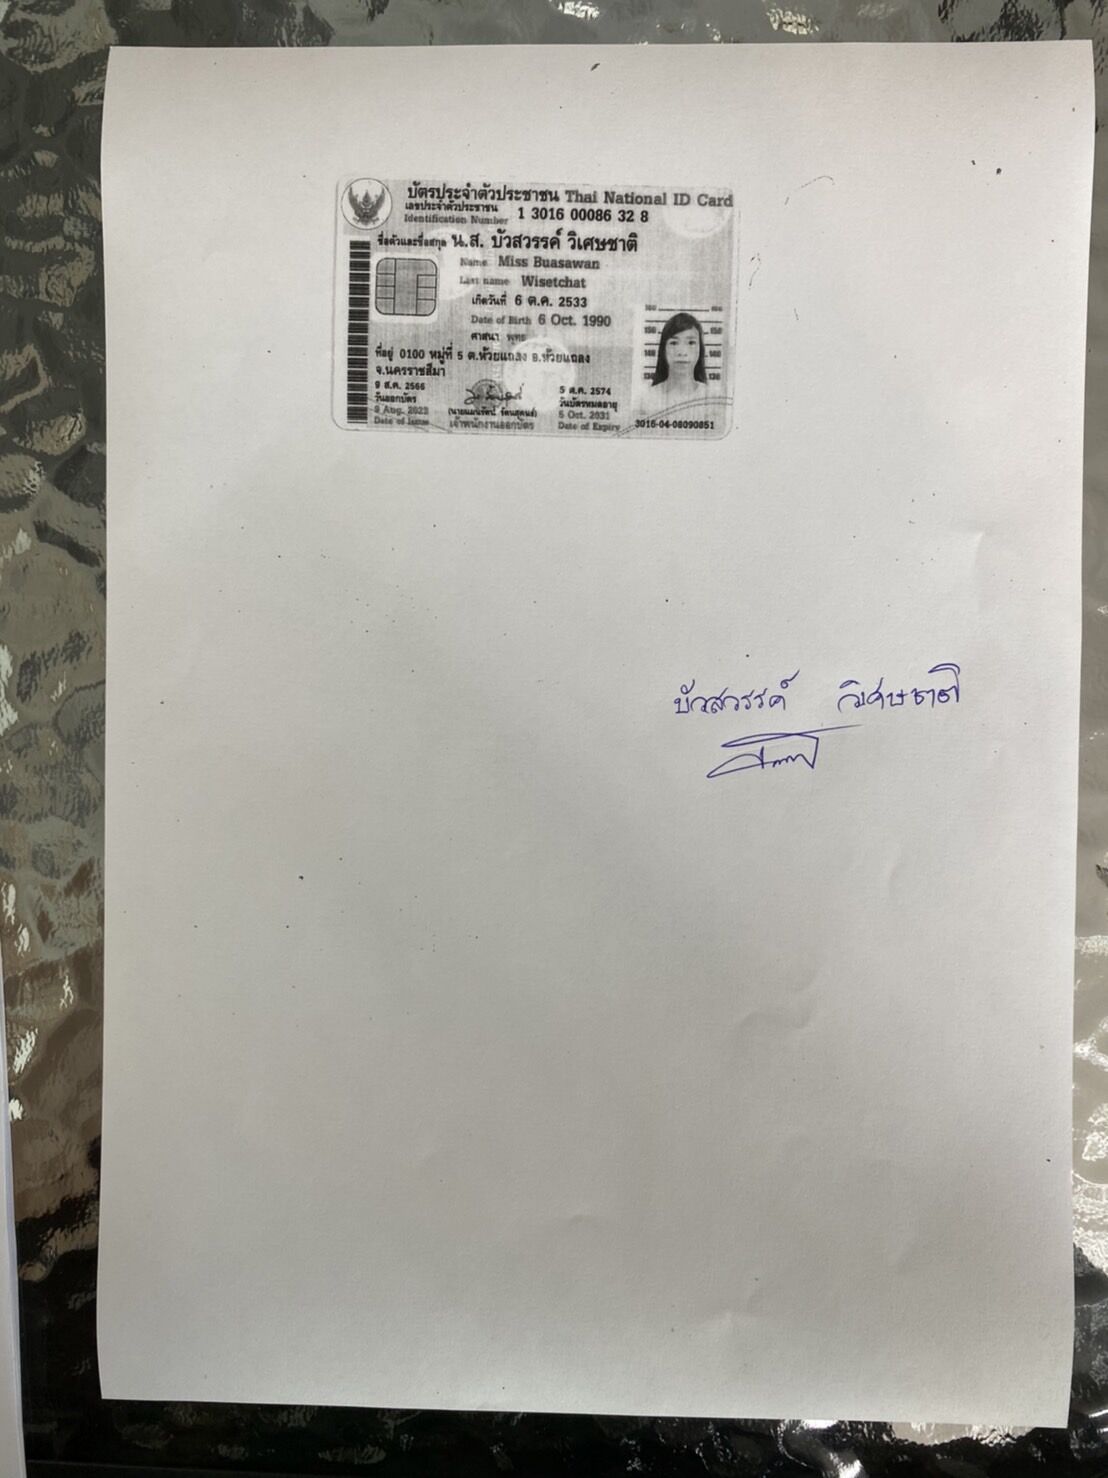 บัตรประจำตัวประชาชน Thai National ID Card
เลขประจำตัวประชาชน
Identification Number 1 3016 00086 32 8
ชื่อตัวและชื่อสกุล น.ส. บัวสวรรค์ วิเศษชาติ
Name Miss Buasawan
Last name Wisetchat
เกิดวันที่ 6 ต.ค. 2533
Date of Birth 6 Oct. 1990
ศาสนา พุทธ
ที่อยู่ 0100 หมู่ที่ 5 ต.ห้วยแถลง อ.ห้วยแถลง
จ.นครราชสีมา
9 ส.ค. 2566
วันออกบัตร
9 Aug. 2023
Date of Issue
เจ้าพนักงานออกบัตร
5 ต.ค. 2574
วันบัตรหมดอายุ
5 Oct. 2031
Date of Expiry
160 160
150 150
140 140
130 130
3016-04-08090851
บัวสวรรค์ วิเศษชาติ